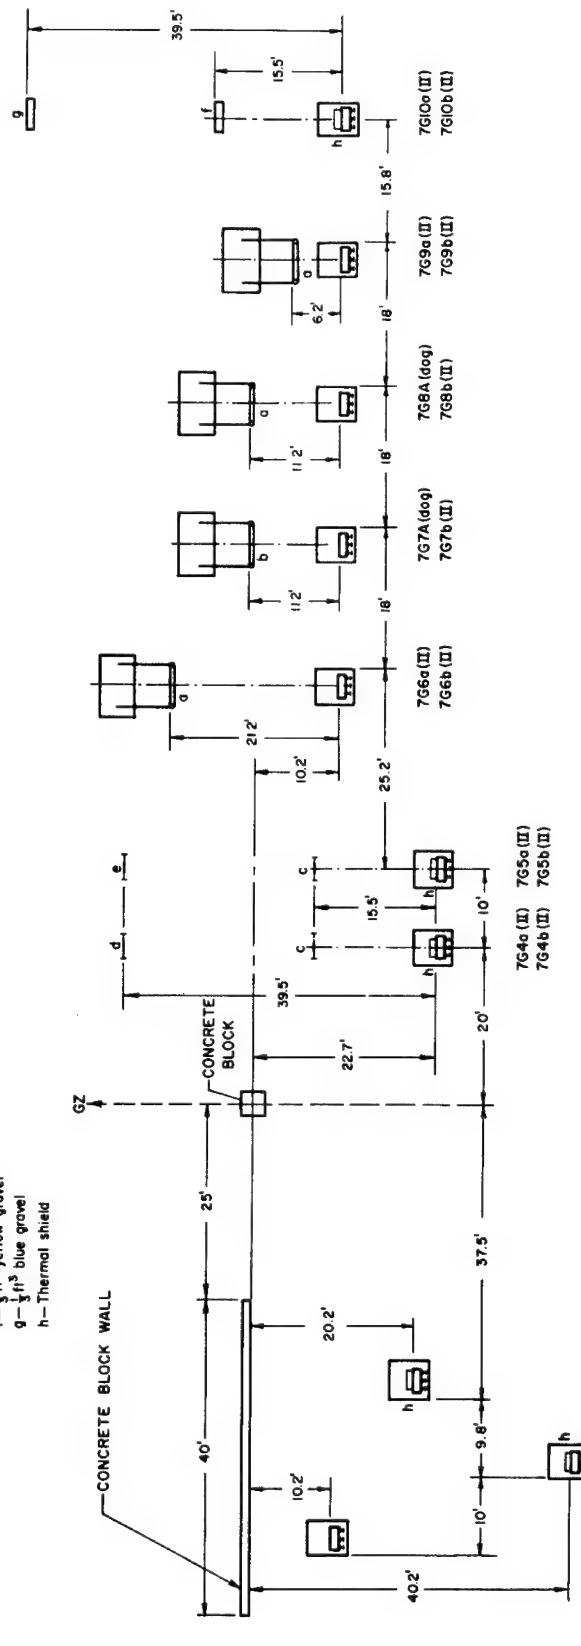 yellow gravel
g – 1/3 ft³ blue gravel
h – Thermal shield
CONCRETE BLOCK WALL
40'
25'
GZ
CONCRETE
BLOCK
10.2'
20.2'
40.2'
h
h
10'
9.8'
37.5'
20'
10'
22.7'
39.5'
15.5'
d
e
c
c
h
h
7G4a (II)
7G4b (II)
7G5a (II)
7G5b (II)
25.2'
10.2'
21.2'
a
7G6a (II)
7G6b (II)
18'
11.2'
b
7G7A (dog)
7G7b (II)
18'
11.2'
a
7G8A (dog)
7G8b (II)
18'
6.2'
a
7G9a (II)
7G9b (II)
15.8'
15.5'
39.5'
g
f
h
7G10a (II)
7G10b (II)